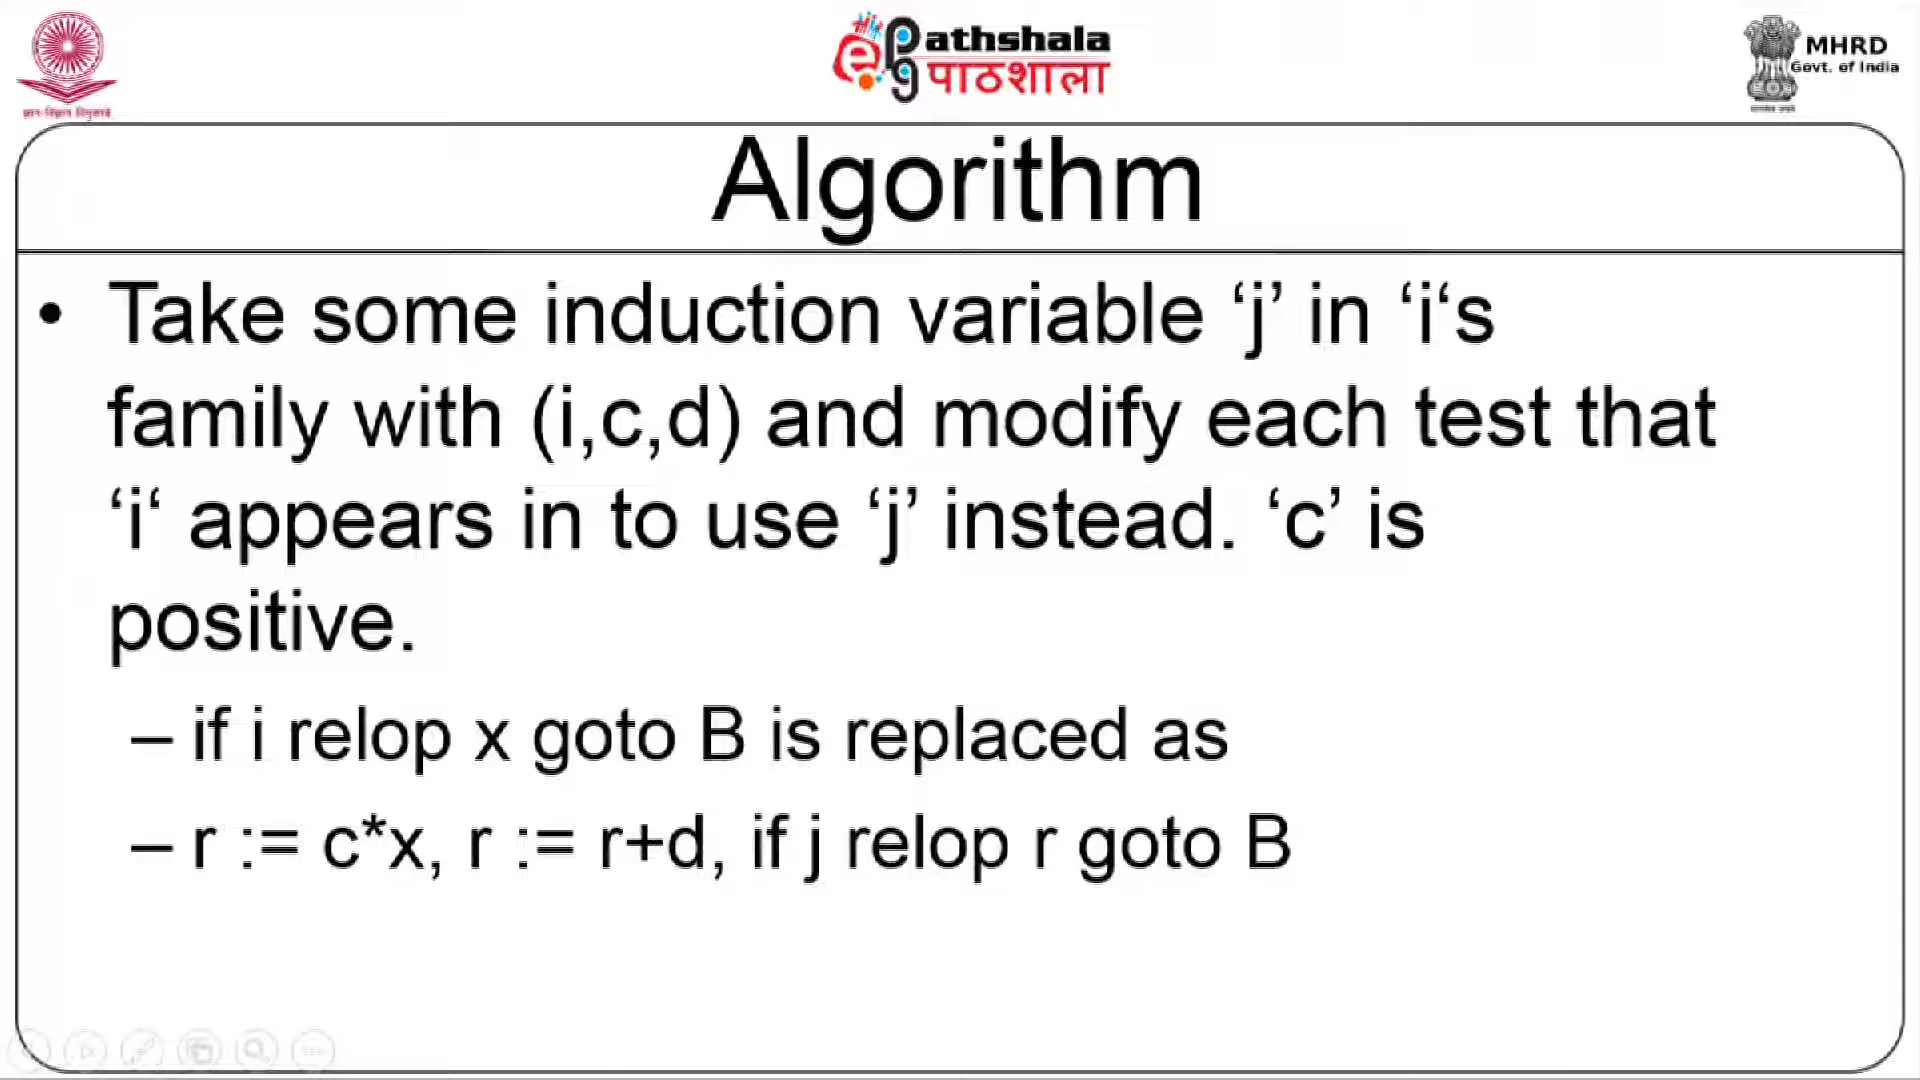 athshala
पाठशाला
MHRD
Govt. of India
Algorithm
• Take some induction variable ‘j’ in ‘i‘s
family with (i,c,d) and modify each test that
‘i‘ appears in to use ‘j’ instead. ‘c’ is
positive.
– if i relop x goto B is replaced as
– r := c*x, r := r+d, if j relop r goto B